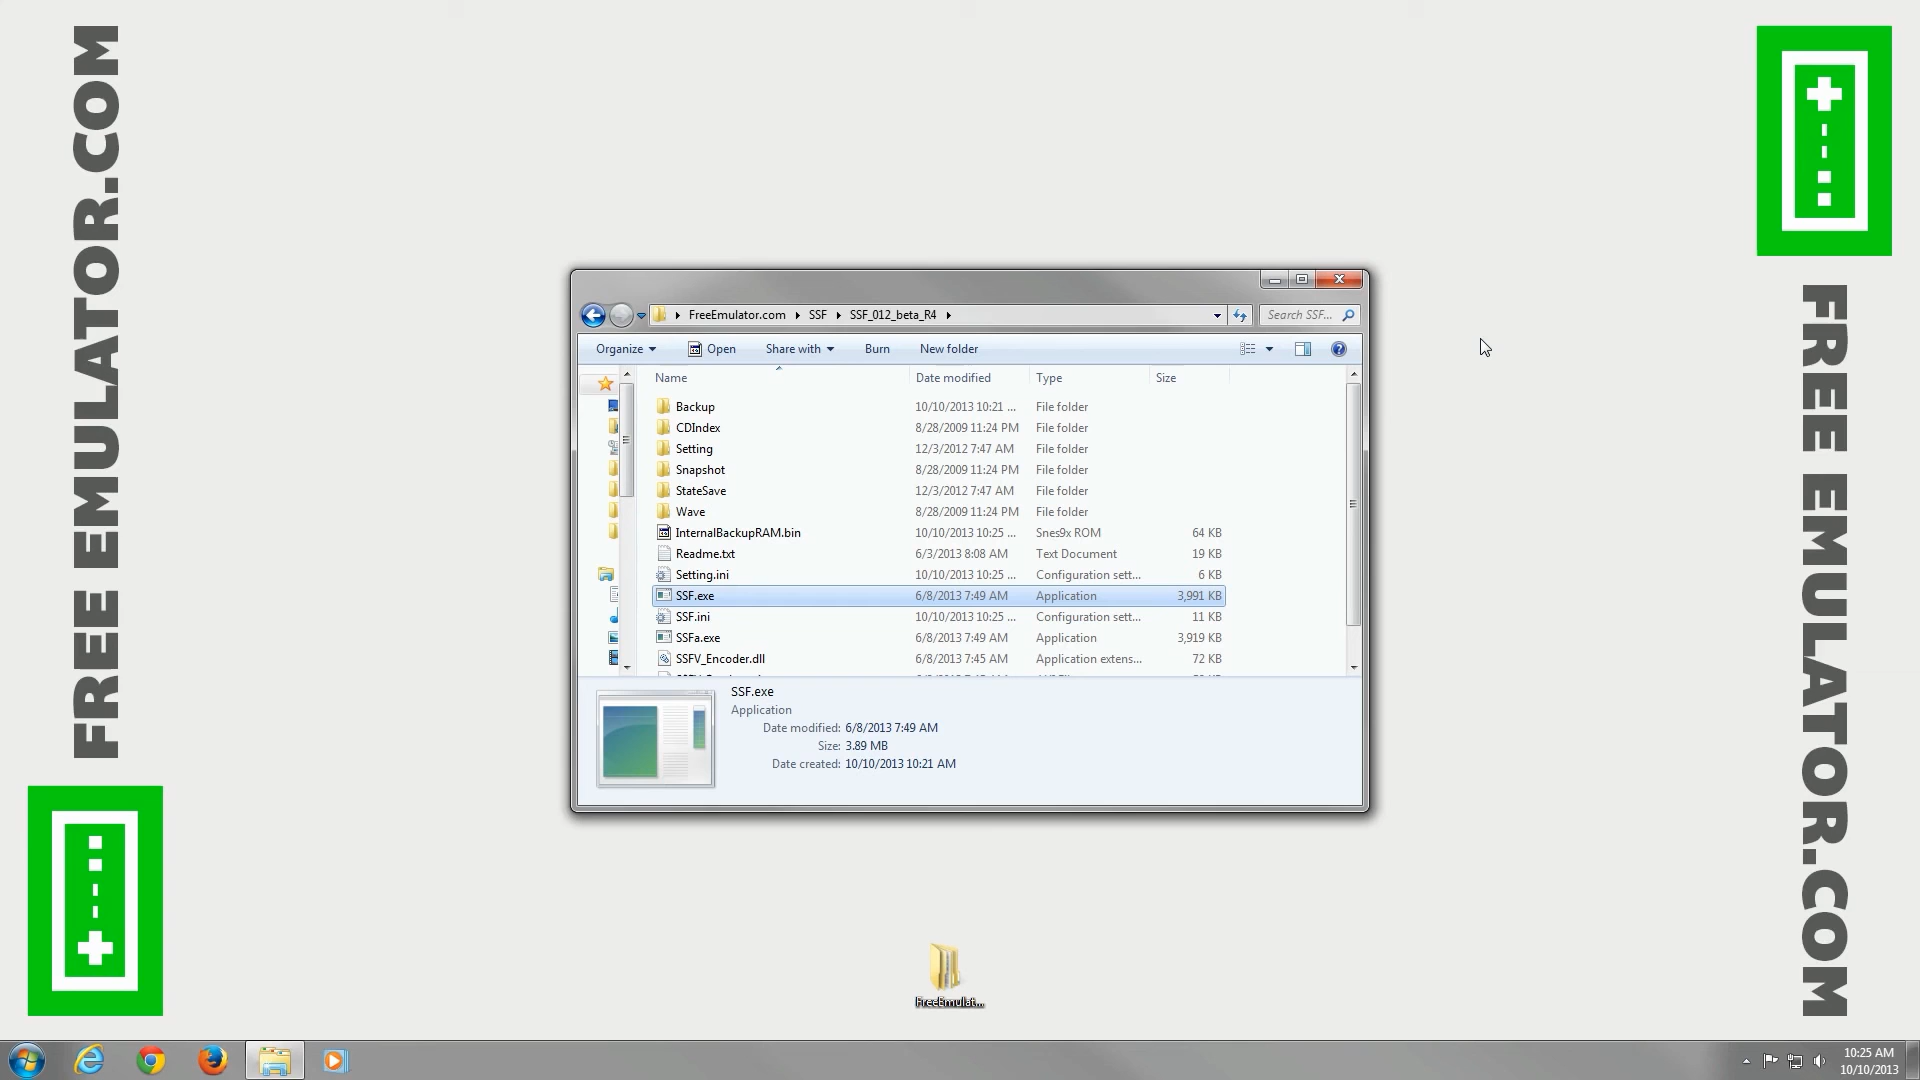 FREE EMULATOR.COM
FREE EMULATOR.COM
FreeEmulator.com
SSF
SSF_012_beta_R4
Search SSF...
Organize
Open
Share with
Burn
New folder
Name Date modified Type Size
Backup 10/10/2013 10:21 ... File folder
CDIndex 8/28/2009 11:24 PM File folder
Setting 12/3/2012 7:47 AM File folder
Snapshot 8/28/2009 11:24 PM File folder
StateSave 12/3/2012 7:47 AM File folder
Wave 8/28/2009 11:24 PM File folder
InternalBackupRAM.bin 10/10/2013 10:25 ... Snes9x ROM 64 KB
Readme.txt 6/3/2013 8:08 AM Text Document 19 KB
Setting.ini 10/10/2013 10:25 ... Configuration sett... 6 KB
SSF.exe 6/8/2013 7:49 AM Application 3,991 KB
SSF.ini 10/10/2013 10:25 ... Configuration sett... 11 KB
SSFa.exe 6/8/2013 7:49 AM Application 3,919 KB
SSFV_Encoder.dll 6/8/2013 7:45 AM Application extens... 72 KB
SSF.exe
Application
Date modified: 6/8/2013 7:49 AM
Size: 3.89 MB
Date created: 10/10/2013 10:21 AM
FreeEmulat...
10:25 AM
10/10/2013